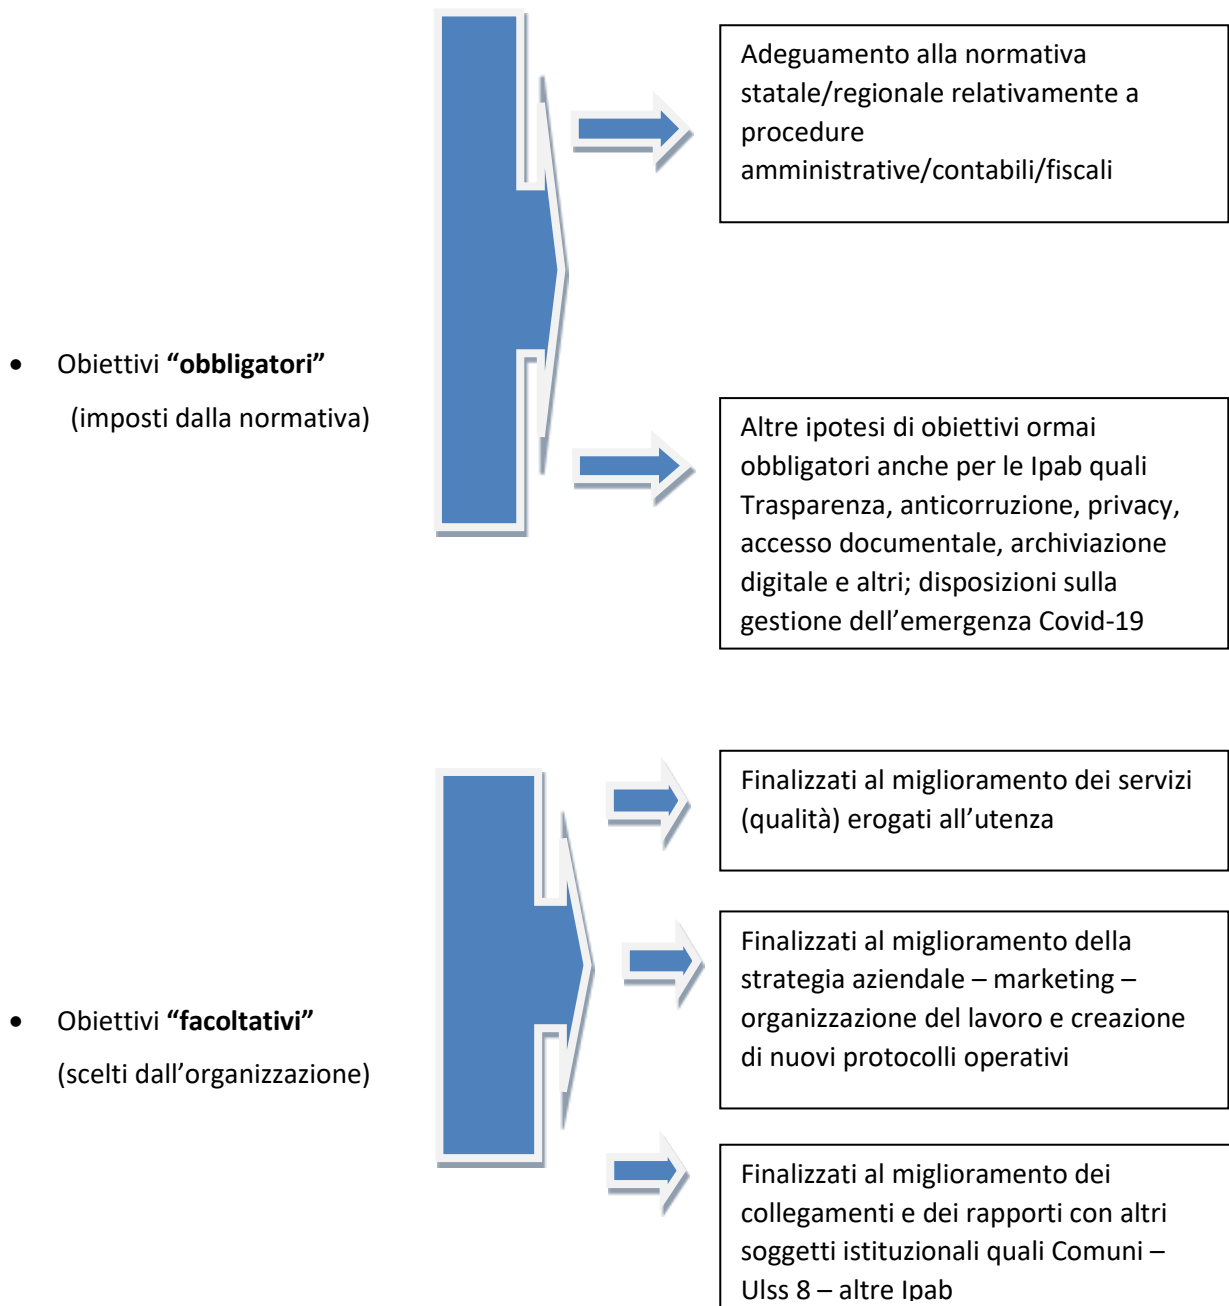 Adeguamento alla normativa
statale/regionale relativamente a
procedure
amministrative/contabili/fiscali
• Obiettivi “obbligatori”
(imposti dalla normativa)
Altre ipotesi di obiettivi ormai
obbligatori anche per le Ipab quali
Trasparenza, anticorruzione, privacy,
accesso documentale, archiviazione
digitale e altri; disposizioni sulla
gestione dell’emergenza Covid-19
Finalizzati al miglioramento dei servizi
(qualità) erogati all’utenza
Finalizzati al miglioramento della
strategia aziendale – marketing –
organizzazione del lavoro e creazione
di nuovi protocolli operativi
• Obiettivi “facoltativi”
(scelti dall’organizzazione)
Finalizzati al miglioramento dei
collegamenti e dei rapporti con altri
soggetti istituzionali quali Comuni –
Ulss 8 – altre Ipab